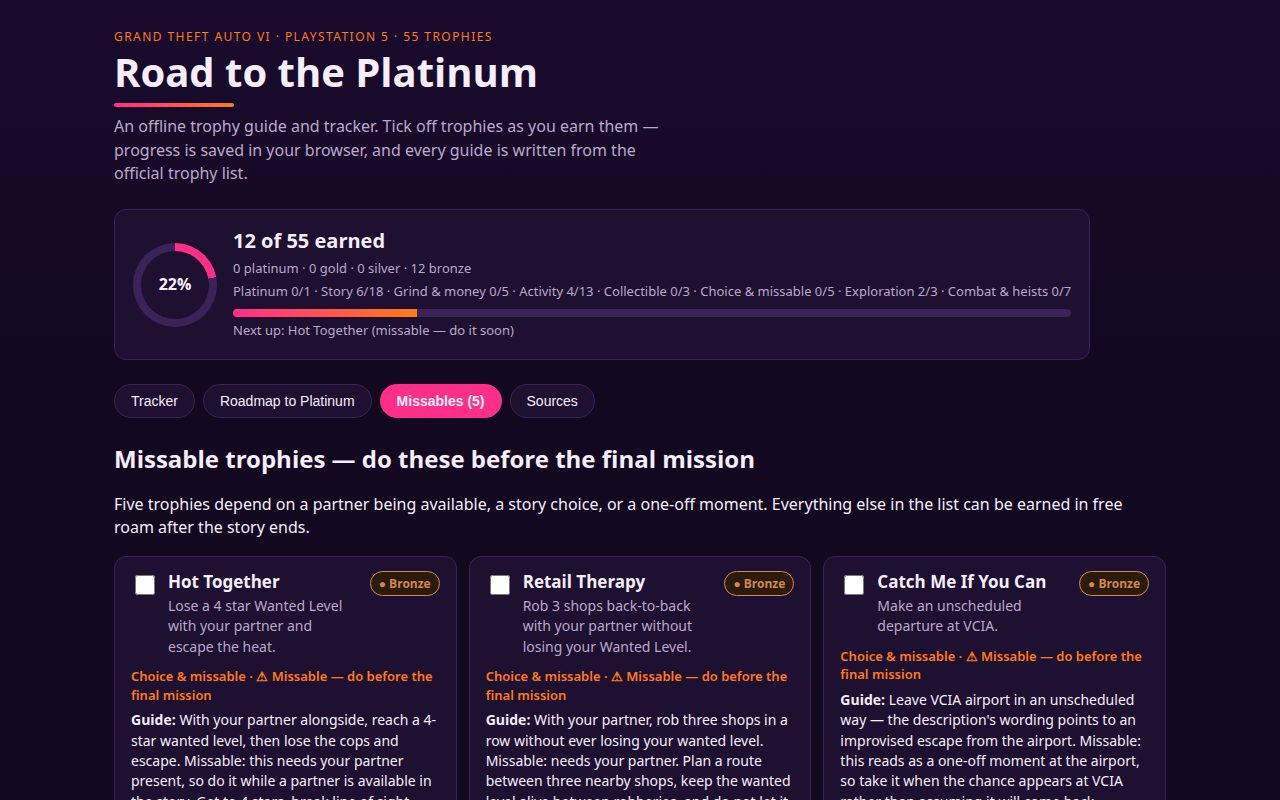 GRAND THEFT AUTO VI · PLAYSTATION 5 · 55 TROPHIES
Road to the Platinum
An offline trophy guide and tracker. Tick off trophies as you earn them —
progress is saved in your browser, and every guide is written from the
official trophy list.
22%
12 of 55 earned
0 platinum · 0 gold · 0 silver · 12 bronze
Platinum 0/1 · Story 6/18 · Grind & money 0/5 · Activity 4/13 · Collectible 0/3 · Choice & missable 0/5 · Exploration 2/3 · Combat & heists 0/7
Next up: Hot Together (missable — do it soon)
Tracker
Roadmap to Platinum
Missables (5)
Sources
Missable trophies — do these before the final mission
Five trophies depend on a partner being available, a story choice, or a one-off moment. Everything else in the list can be earned in free
roam after the story ends.
Hot Together
● Bronze
Lose a 4 star Wanted Level
with your partner and
escape the heat.
Choice & missable · ⚠ Missable — do before the
final mission
Guide: With your partner alongside, reach a 4-
star wanted level, then lose the cops and
escape. Missable: this needs your partner
present, so do it while a partner is available in
Retail Therapy
● Bronze
Rob 3 shops back-to-back
with your partner without
losing your Wanted Level.
Choice & missable · ⚠ Missable — do before the
final mission
Guide: With your partner, rob three shops in a
row without ever losing your wanted level.
Missable: needs your partner. Plan a route
between three nearby shops, keep the wanted
Catch Me If You Can
● Bronze
Make an unscheduled
departure at VCIA.
Choice & missable · ⚠ Missable — do before the
final mission
Guide: Leave VCIA airport in an unscheduled
way — the description's wording points to an
improvised escape from the airport. Missable:
this reads as a one-off moment at the airport,
so take it when the chance appears at VCIA